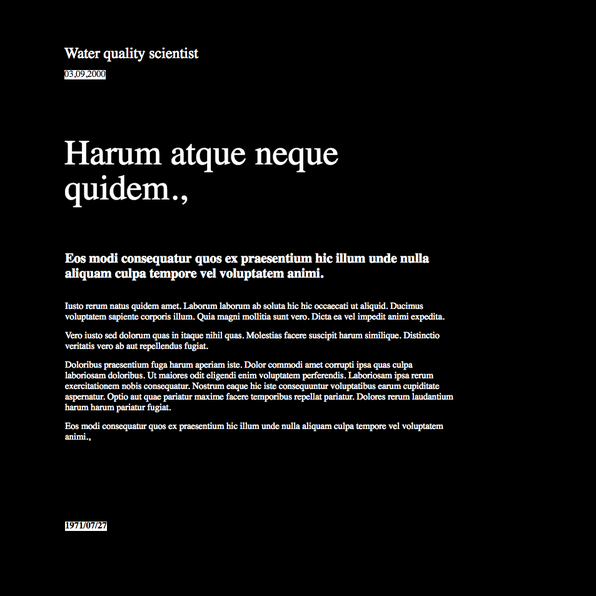 Water quality scientist
03.09.2000
Harum atque neque
quidem.,
Eos modi consequatur quos ex praesentium hic illum unde nulla
aliquam culpa tempore vel voluptatem animi.
Iusto rerum natus quidem amet. Laborum laborum ab soluta hic hic occaecati ut aliquid. Ducimus
voluptatem sapiente corporis illum. Quia magni mollitia sunt vero. Dicta ea vel impedit animi expedita.
Vero iusto sed dolorum quas in itaque nihil quas. Molestias facere suscipit harum similique. Distinctio
veritatis vero ab aut repellendus fugiat.
Doloribus praesentium fuga harum aperiam iste. Dolor commodi amet corrupti ipsa quas culpa
laboriosam doloribus. Ut maiores odit eligendi enim voluptatem perferendis. Laboriosam ipsa rerum
exercitationem nobis consequatur. Nostrum eaque hic iste consequuntur voluptatibus earum cupiditate
aspernatur. Optio aut quae pariatur maxime facere temporibus repellat pariatur. Dolores rerum laudantium
harum harum pariatur fugiat.
Eos modi consequatur quos ex praesentium hic illum unde nulla aliquam culpa tempore vel voluptatem
animi.,
1971/07/27